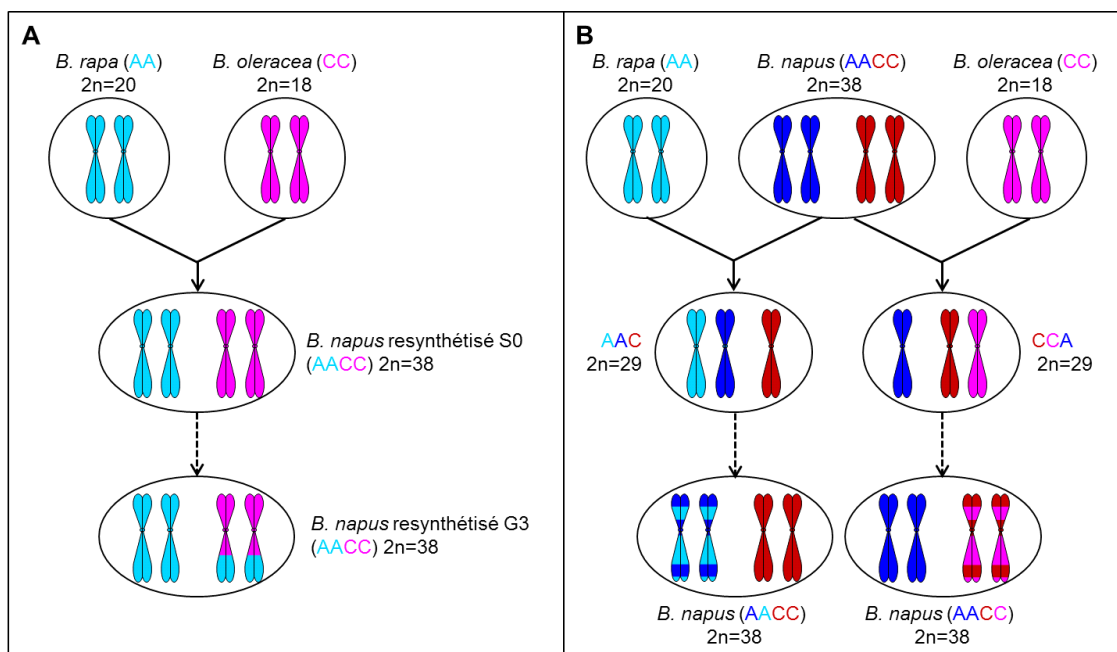 A
B. rapa (AA)
2n=20
B. oleracea (CC)
2n=18
B. napus resynthétisé S0
(AACC) 2n=38
B. napus resynthétisé G3
(AACC) 2n=38
B
B. rapa (AA)
2n=20
B. napus (AACC)
2n=38
B. oleracea (CC)
2n=18
AAC
2n=29
CCA
2n=29
B. napus (AACC)
2n=38
B. napus (AACC)
2n=38